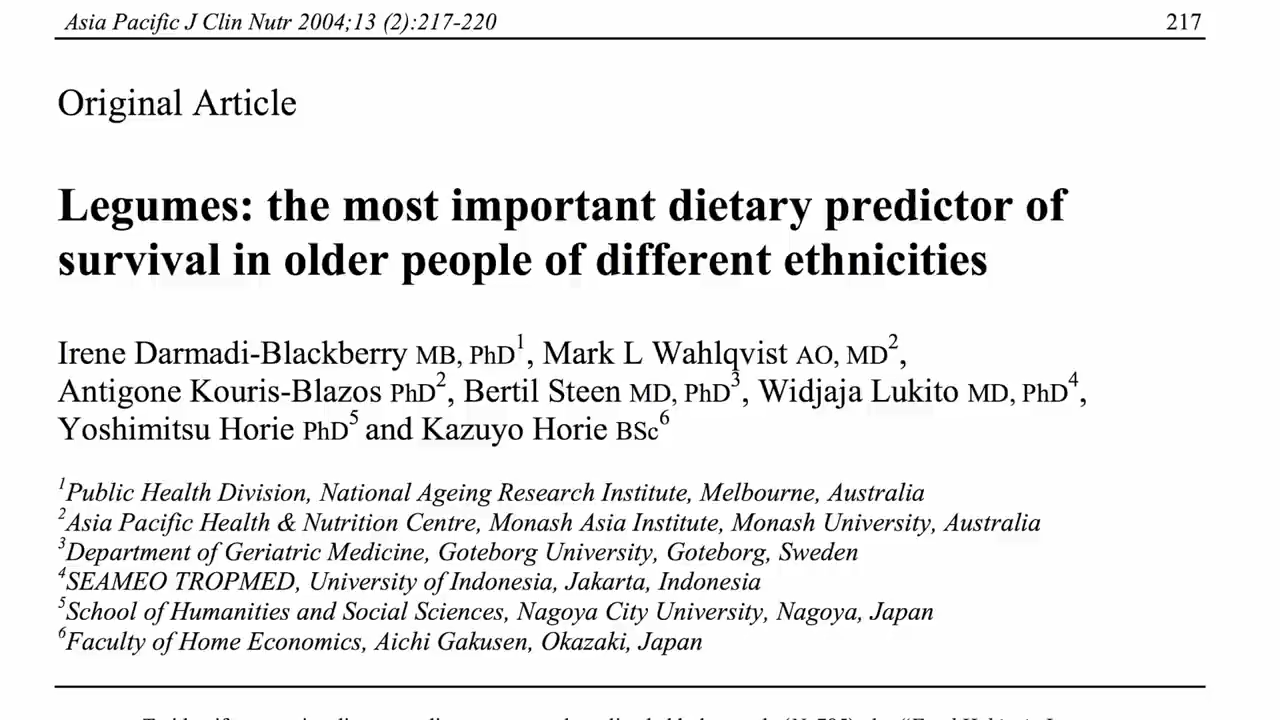 Asia Pacific J Clin Nutr 2004;13 (2):217-220 217
Original Article
Legumes: the most important dietary predictor of
survival in older people of different ethnicities
Irene Darmadi-Blackberry MB, PhD1, Mark L Wahlqvist AO, MD2,
Antigone Kouris-Blazos PhD2, Bertil Steen MD, PhD3, Widjaja Lukito MD, PhD4,
Yoshimitsu Horie PhD5 and Kazuyo Horie BSc6
1Public Health Division, National Ageing Research Institute, Melbourne, Australia
2Asia Pacific Health & Nutrition Centre, Monash Asia Institute, Monash University, Australia
3Department of Geriatric Medicine, Goteborg University, Goteborg, Sweden
4SEAMEO TROPMED, University of Indonesia, Jakarta, Indonesia
5School of Humanities and Social Sciences, Nagoya City University, Nagoya, Japan
6Faculty of Home Economics, Aichi Gakusen, Okazaki, Japan